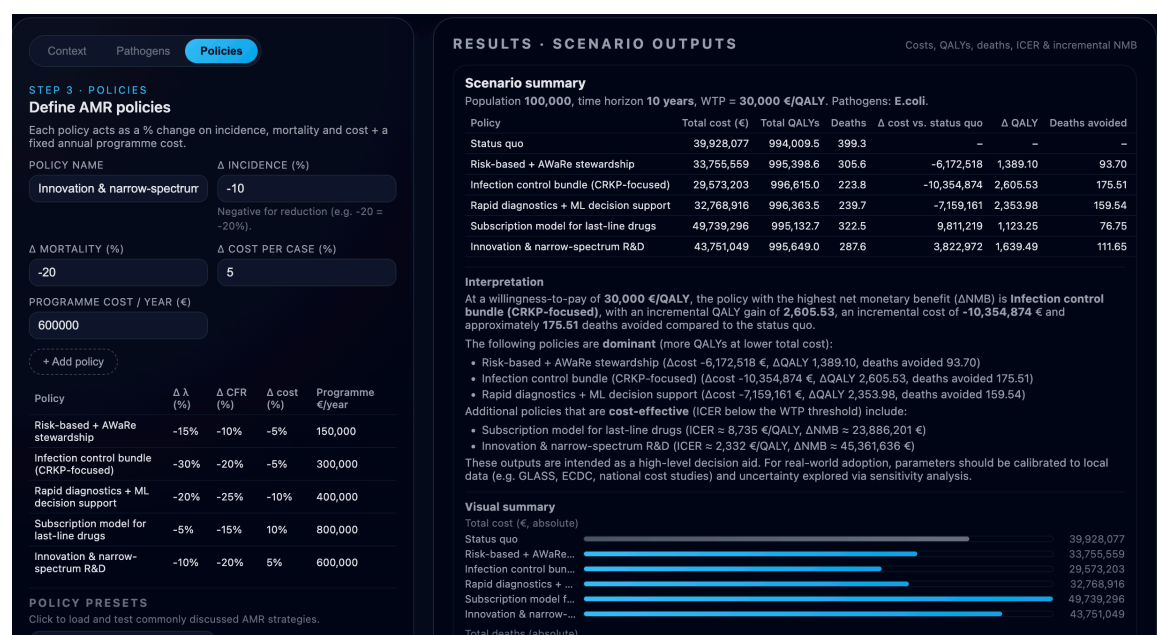 Context Pathogens Policies
STEP 3 · POLICIES
Define AMR policies
Each policy acts as a % change on incidence, mortality and cost + a
fixed annual programme cost.
POLICY NAME Δ INCIDENCE (%)
Innovation & narrow-spectrum -10
Negative for reduction (e.g. -20 =
-20%).
Δ MORTALITY (%) Δ COST PER CASE (%)
-20 5
PROGRAMME COST / YEAR (€)
600000
+ Add policy
Policy Δ λ (%) Δ CFR (%) Δ cost (%) Programme €/year
Risk-based + AWaRe stewardship -15% -10% -5% 150,000
Infection control bundle (CRKP-focused) -30% -20% -5% 300,000
Rapid diagnostics + ML decision support -20% -25% -10% 400,000
Subscription model for last-line drugs -5% -15% 10% 800,000
Innovation & narrow-spectrum R&D -10% -20% 5% 600,000
POLICY PRESETS
Click to load and test commonly discussed AMR strategies.
RESULTS · SCENARIO OUTPUTS
Costs, QALYs, deaths, ICER & incremental NMB
Scenario summary
Population 100,000, time horizon 10 years, WTP = 30,000 €/QALY. Pathogens: E.coli.
Policy Total cost (€) Total QALYs Deaths Δ cost vs. status quo Δ QALY Deaths avoided
Status quo 39,928,077 994,009.5 399.3 – – –
Risk-based + AWaRe stewardship 33,755,559 995,398.6 305.6 -6,172,518 1,389.10 93.70
Infection control bundle (CRKP-focused) 29,573,203 996,615.0 223.8 -10,354,874 2,605.53 175.51
Rapid diagnostics + ML decision support 32,768,916 996,363.5 239.7 -7,159,161 2,353.98 159.54
Subscription model for last-line drugs 49,739,296 995,132.7 322.5 9,811,219 1,123.25 76.75
Innovation & narrow-spectrum R&D 43,751,049 995,649.0 287.6 3,822,972 1,639.49 111.65
Interpretation
At a willingness-to-pay of 30,000 €/QALY, the policy with the highest net monetary benefit (ΔNMB) is Infection control
bundle (CRKP-focused), with an incremental QALY gain of 2,605.53, an incremental cost of -10,354,874 € and
approximately 175.51 deaths avoided compared to the status quo.
The following policies are dominant (more QALYs at lower total cost):
• Risk-based + AWaRe stewardship (Δcost -6,172,518 €, ΔQALY 1,389.10, deaths avoided 93.70)
• Infection control bundle (CRKP-focused) (Δcost -10,354,874 €, ΔQALY 2,605.53, deaths avoided 175.51)
• Rapid diagnostics + ML decision support (Δcost -7,159,161 €, ΔQALY 2,353.98, deaths avoided 159.54)
Additional policies that are cost-effective (ICER below the WTP threshold) include:
• Subscription model for last-line drugs (ICER ≈ 8,735 €/QALY, ΔNMB ≈ 23,886,201 €)
• Innovation & narrow-spectrum R&D (ICER ≈ 2,332 €/QALY, ΔNMB ≈ 45,361,636 €)
These outputs are intended as a high-level decision aid. For real-world adoption, parameters should be calibrated to local
data (e.g. GLASS, ECDC, national cost studies) and uncertainty explored via sensitivity analysis.
Visual summary
Total cost (€, absolute)
Status quo 39,928,077
Risk-based + AWaRe... 33,755,559
Infection control bun... 29,573,203
Rapid diagnostics + ... 32,768,916
Subscription model f... 49,739,296
Innovation & narrow-... 43,751,049
Total deaths (absolute)